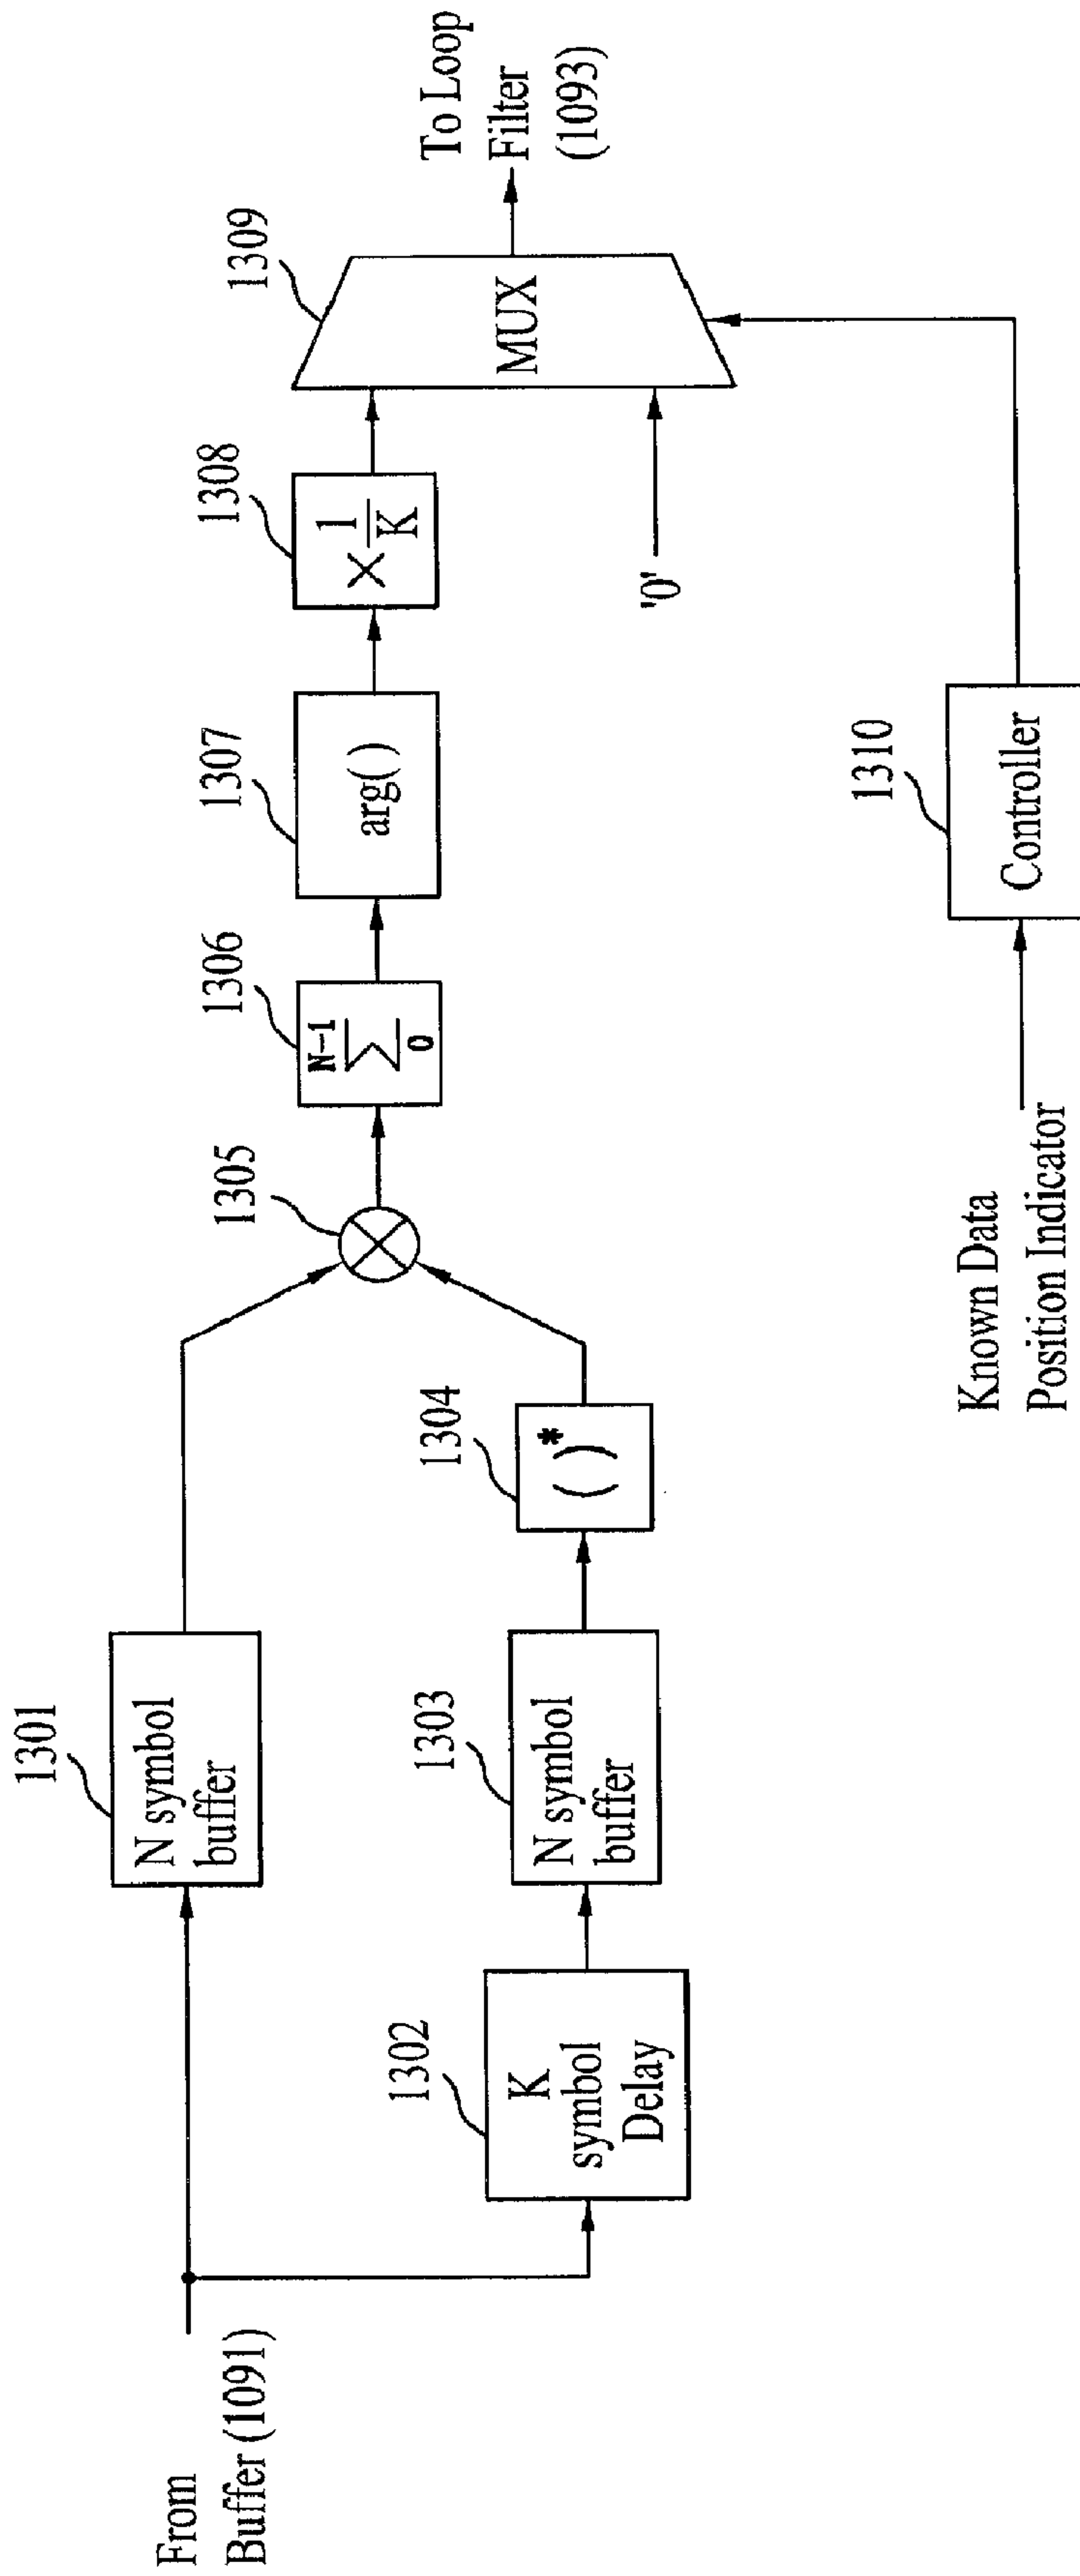 From
Buffer (1091)
1301
N symbol
buffer
1302
K
symbol
Delay
1303
N symbol
buffer
1304
( )*
1305
1306
N-1
∑
0
1307
arg( )
1308
× 1/K
1309
MUX
To Loop
Filter
(1093)
'0'
1310
Controller
Known Data
Position Indicator